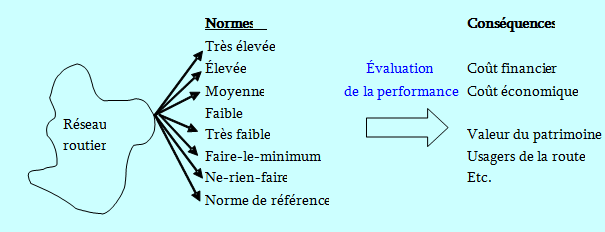 Réseau
routier
Normes
Très élevée
Élevée
Moyenne
Faible
Très faible
Faire-le-minimum
Ne-rien-faire
Norme de référence
Évaluation
de la performance
Conséquences
Coût financier
Coût économique
Valeur du patrimoine
Usagers de la route
Etc.